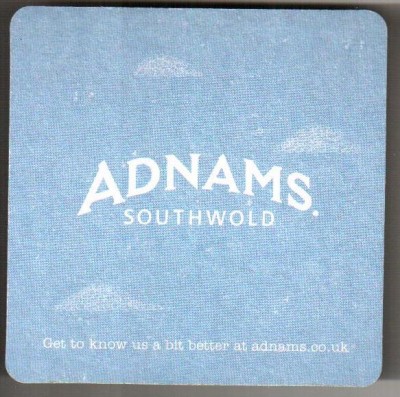 ADNAMS.
SOUTHWOLD
Get to know us a bit better at adnams.co.uk